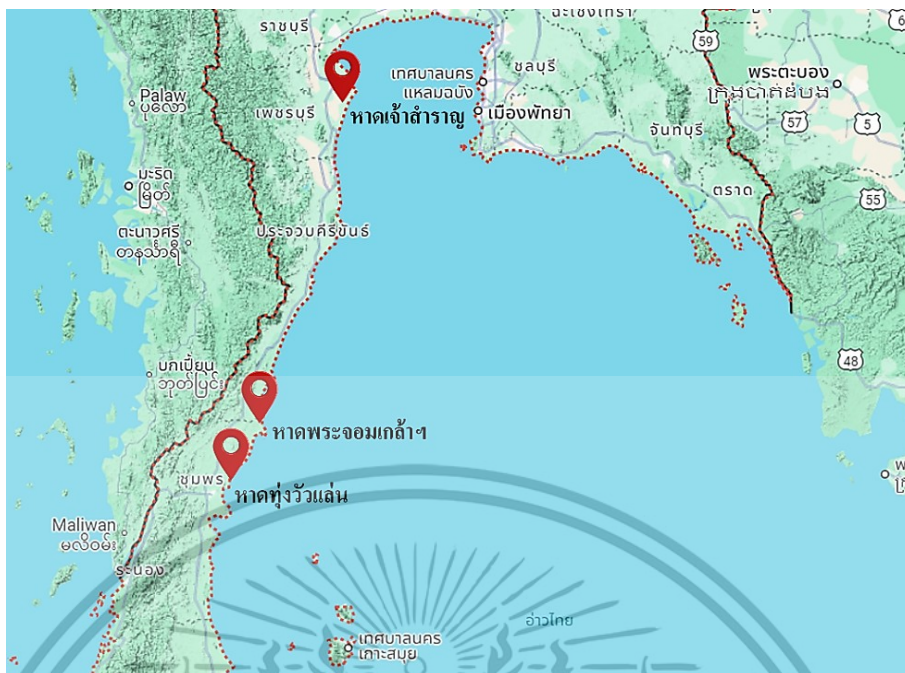 ราชบุรี
ฉะเชิงเทรา
59
เทศบาลนคร
แหลมฉบัง
ชลบุรี
พระตะบอง
Palaw
ပုလော
เพชรบุรี
หาดเจ้าสำราญ
เมืองพัทยา
57
5
จันทบุรี
มะริด
မြိတ်
ตราด
55
ตะนาวศรี
တနင်္သာရီ
ประจวบคีรีขันธ์
48
บกเปี้ยน
ဘုတ်ပြင်း
หาดพระจอมเกล้าฯ
ชุมพร
หาดทุ่งวัวแล่น
Maliwan
မလိဝမ်း
ระนอง
อ่าวไทย
เทศบาลนคร
เกาะสมุย